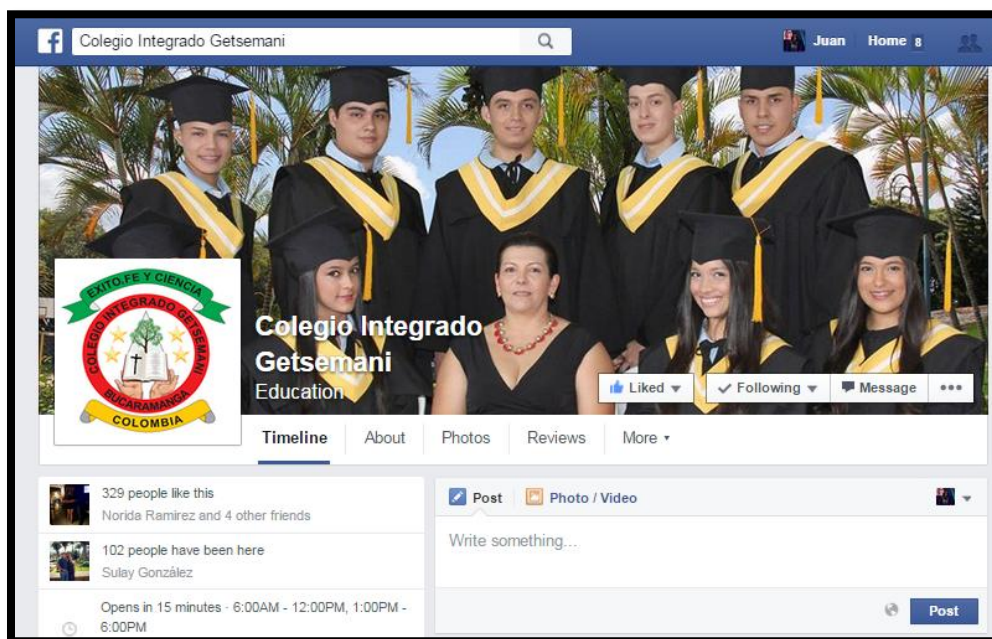 Colegio Integrado Getsemani
Juan Home 8
EXITO,FE Y CIENCIA
COLEGIO INTEGRADO GETSEMANI
BUCARAMANGA
COLOMBIA
Colegio Integrado
Getsemani
Education
Liked Following Message
Timeline About Photos Reviews More
329 people like this
Norida Ramirez and 4 other friends
102 people have been here
Sulay González
Opens in 15 minutes · 6:00AM - 12:00PM, 1:00PM -
6:00PM
Post Photo / Video
Write something...
Post